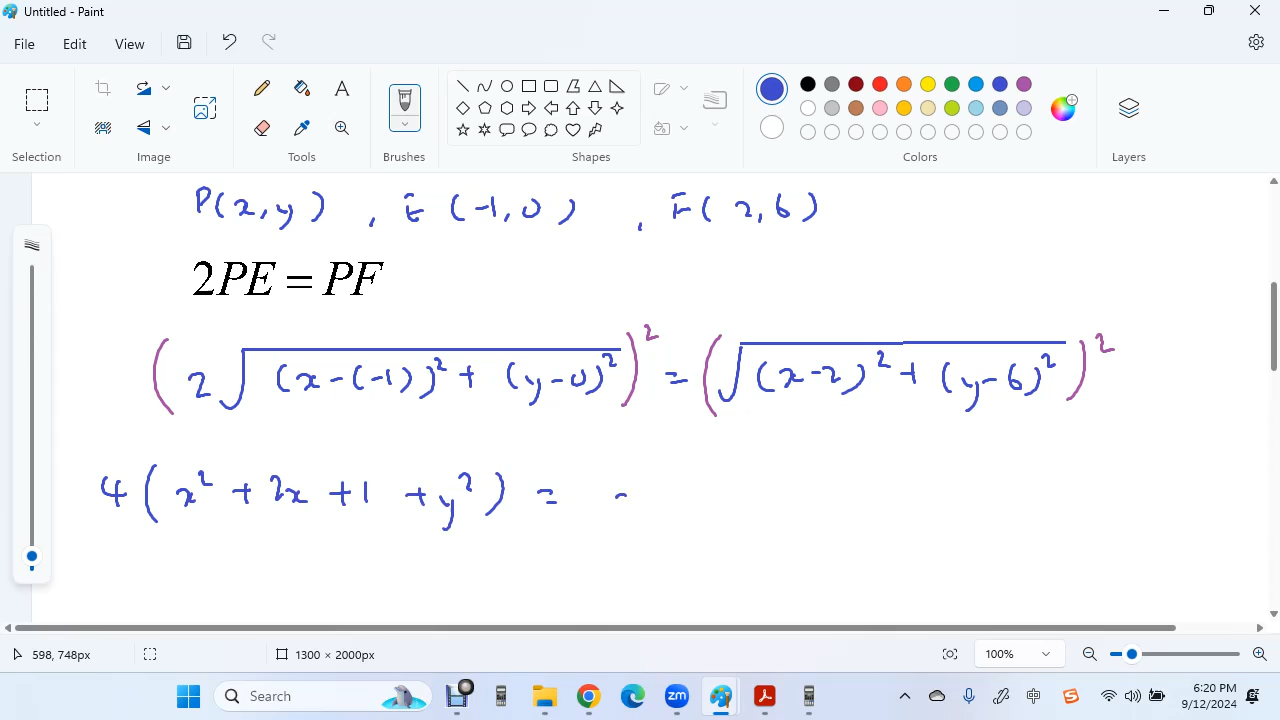 Untitled - Paint
File Edit View
Selection Image Tools Brushes Shapes Colors Layers
P(x,y) , E (-1,0) , F( 2,6)
2PE = PF
( 2√((x-(-1))² + (y-0)²) )² = ( √((x-2)² + (y-6)²) )²
4 ( x² + 2x + 1 + y² ) =
598, 748px 1300 × 2000px 100%
Search 中 6:20 PM
9/12/2024